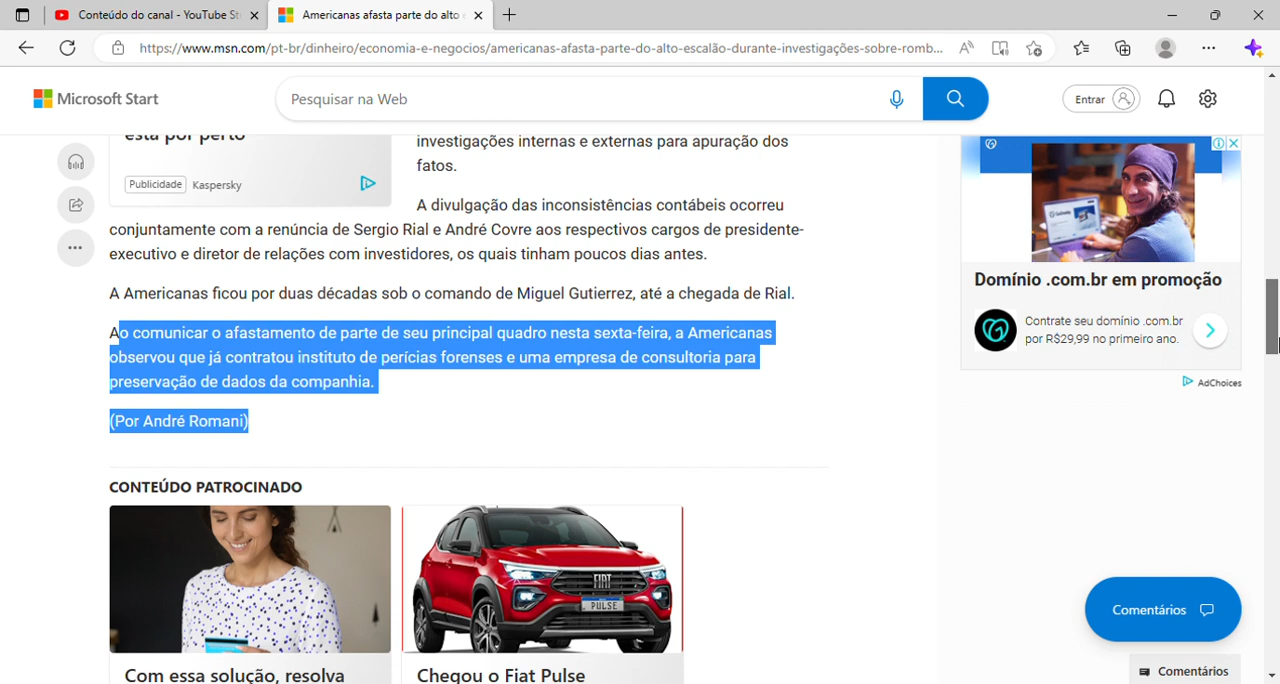 Conteúdo do canal - YouTube St
Americanas afasta parte do alto e
https://www.msn.com/pt-br/dinheiro/economia-e-negocios/americanas-afasta-parte-do-alto-escalão-durante-investigações-sobre-romb...
Microsoft Start
Pesquisar na Web
Entrar
está por perto
Publicidade Kaspersky
investigações internas e externas para apuração dos
fatos.
A divulgação das inconsistências contábeis ocorreu
conjuntamente com a renúncia de Sergio Rial e André Covre aos respectivos cargos de presidente-
executivo e diretor de relações com investidores, os quais tinham poucos dias antes.
A Americanas ficou por duas décadas sob o comando de Miguel Gutierrez, até a chegada de Rial.
Ao comunicar o afastamento de parte de seu principal quadro nesta sexta-feira, a Americanas
observou que já contratou instituto de perícias forenses e uma empresa de consultoria para
preservação de dados da companhia.
(Por André Romani)
Domínio .com.br em promoção
Contrate seu domínio .com.br
por R$29,99 no primeiro ano.
AdChoices
CONTEÚDO PATROCINADO
FIAT
PULSE
Com essa solução, resolva
Chegou o Fiat Pulse
Comentários
Comentários